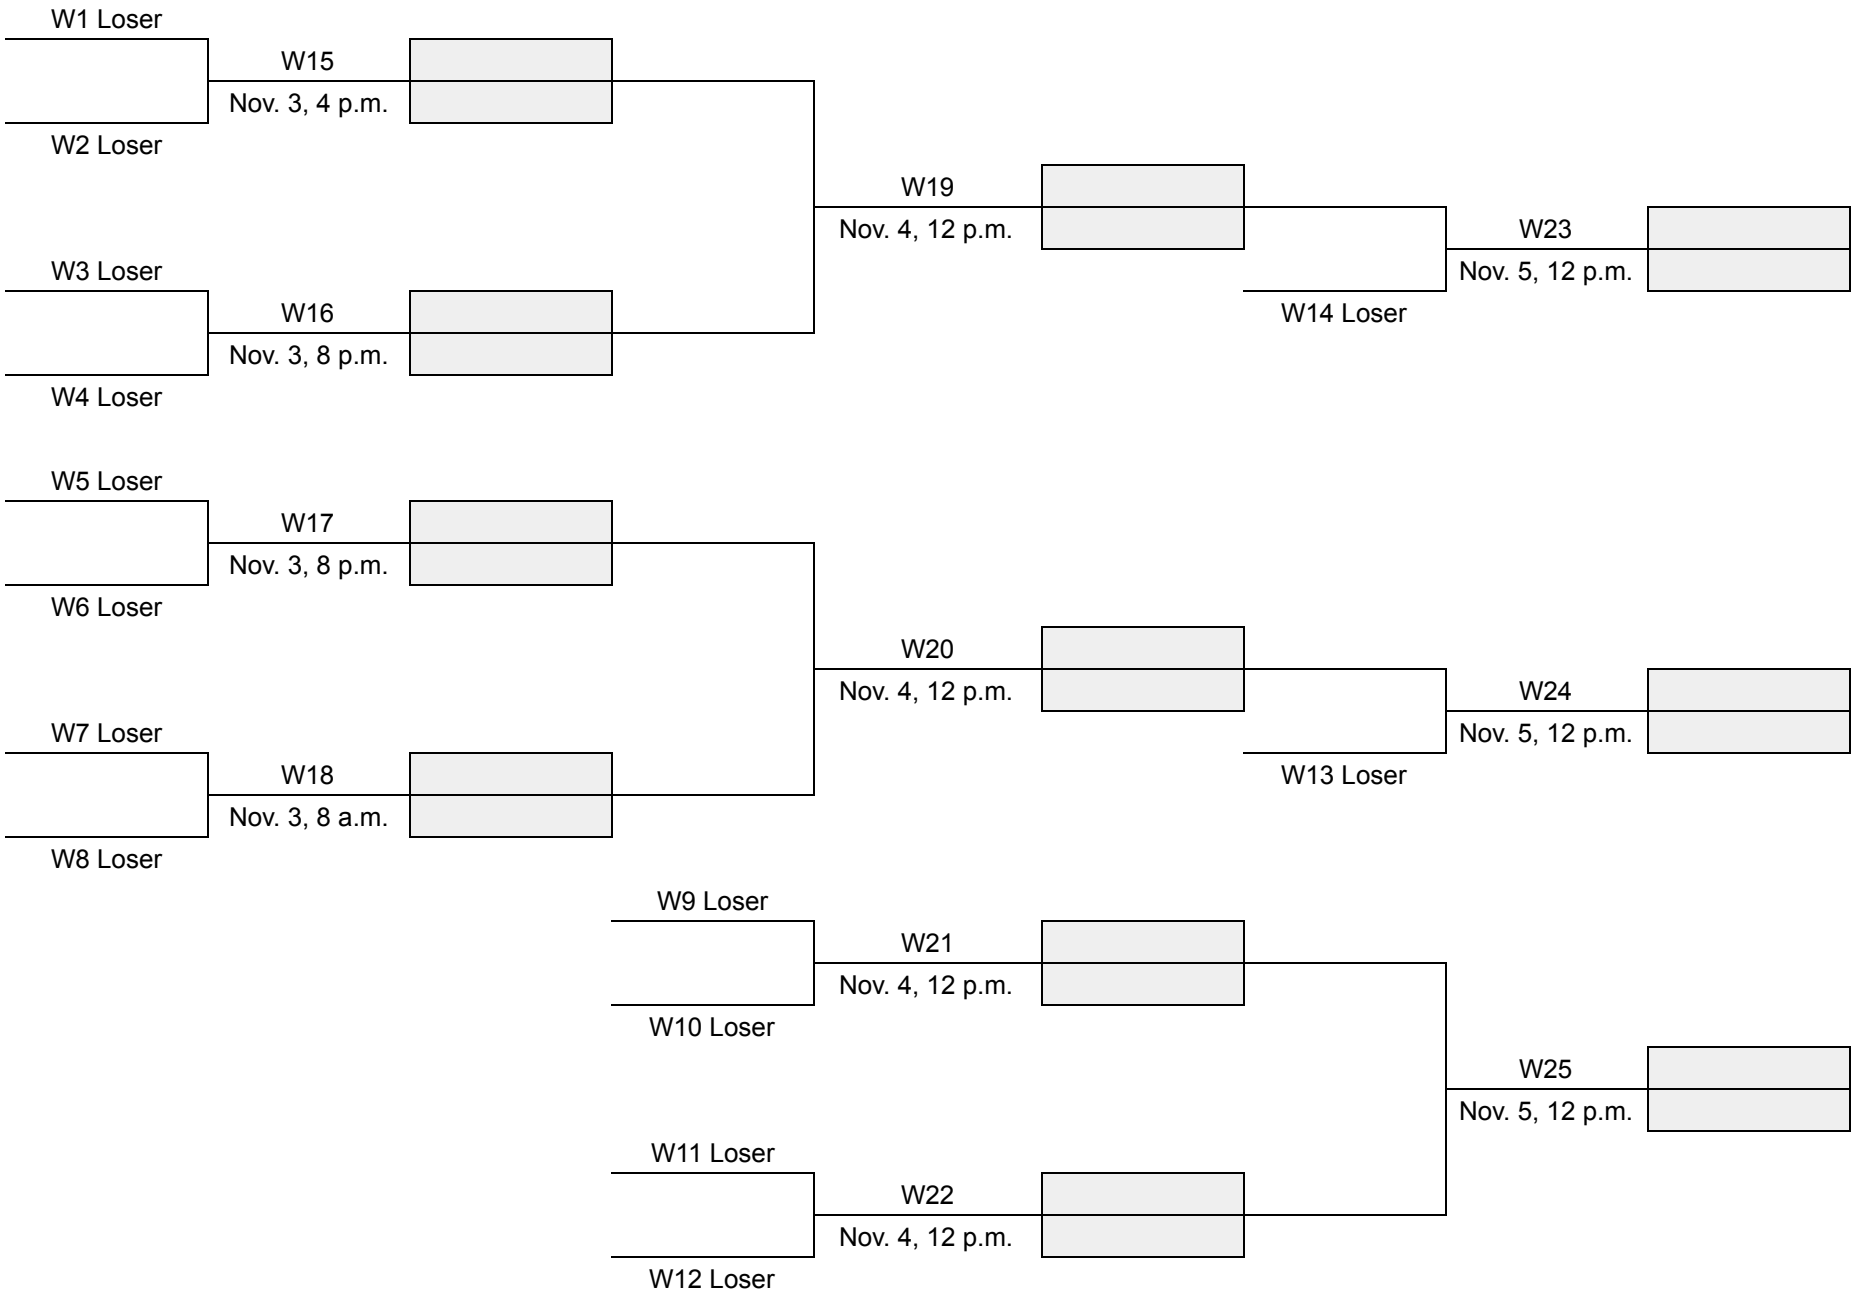 W1 Loser
W15
Nov. 3, 4 p.m.
W2 Loser
W19
Nov. 4, 12 p.m.
W23
Nov. 5, 12 p.m.
W3 Loser
W16
Nov. 3, 8 p.m.
W14 Loser
W4 Loser
W5 Loser
W17
Nov. 3, 8 p.m.
W6 Loser
W20
Nov. 4, 12 p.m.
W24
Nov. 5, 12 p.m.
W7 Loser
W18
Nov. 3, 8 a.m.
W13 Loser
W8 Loser
W9 Loser
W21
Nov. 4, 12 p.m.
W10 Loser
W25
Nov. 5, 12 p.m.
W11 Loser
W22
Nov. 4, 12 p.m.
W12 Loser